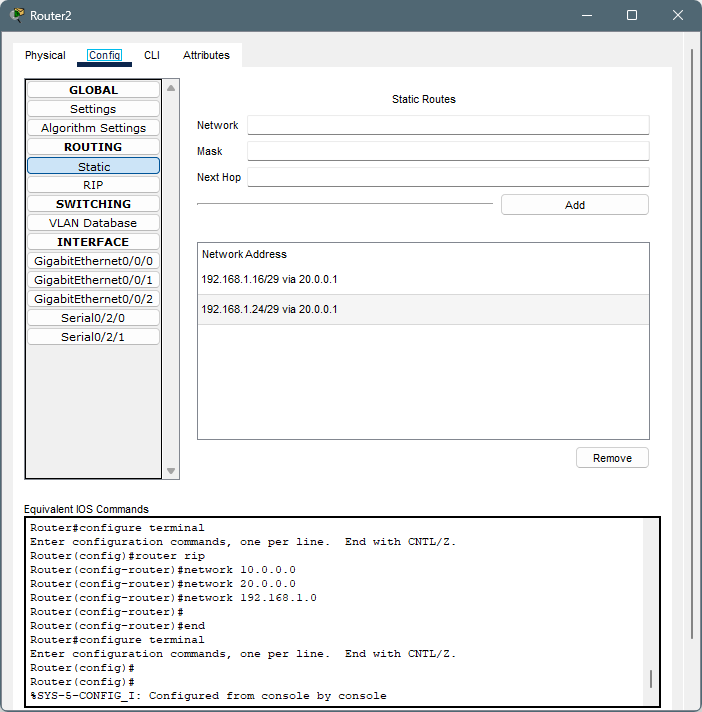 Router2
Physical Config CLI Attributes
GLOBAL
Settings
Algorithm Settings
ROUTING
Static
RIP
SWITCHING
VLAN Database
INTERFACE
GigabitEthernet0/0/0
GigabitEthernet0/0/1
GigabitEthernet0/0/2
Serial0/2/0
Serial0/2/1
Static Routes
Network
Mask
Next Hop
Add
Network Address
192.168.1.16/29 via 20.0.0.1
192.168.1.24/29 via 20.0.0.1
Remove
Equivalent IOS Commands
Router#configure terminal
Enter configuration commands, one per line.  End with CNTL/Z.
Router(config)#router rip
Router(config-router)#network 10.0.0.0
Router(config-router)#network 20.0.0.0
Router(config-router)#network 192.168.1.0
Router(config-router)#
Router(config-router)#end
Router#configure terminal
Enter configuration commands, one per line.  End with CNTL/Z.
Router(config)#
Router(config)#
%SYS-5-CONFIG_I: Configured from console by console